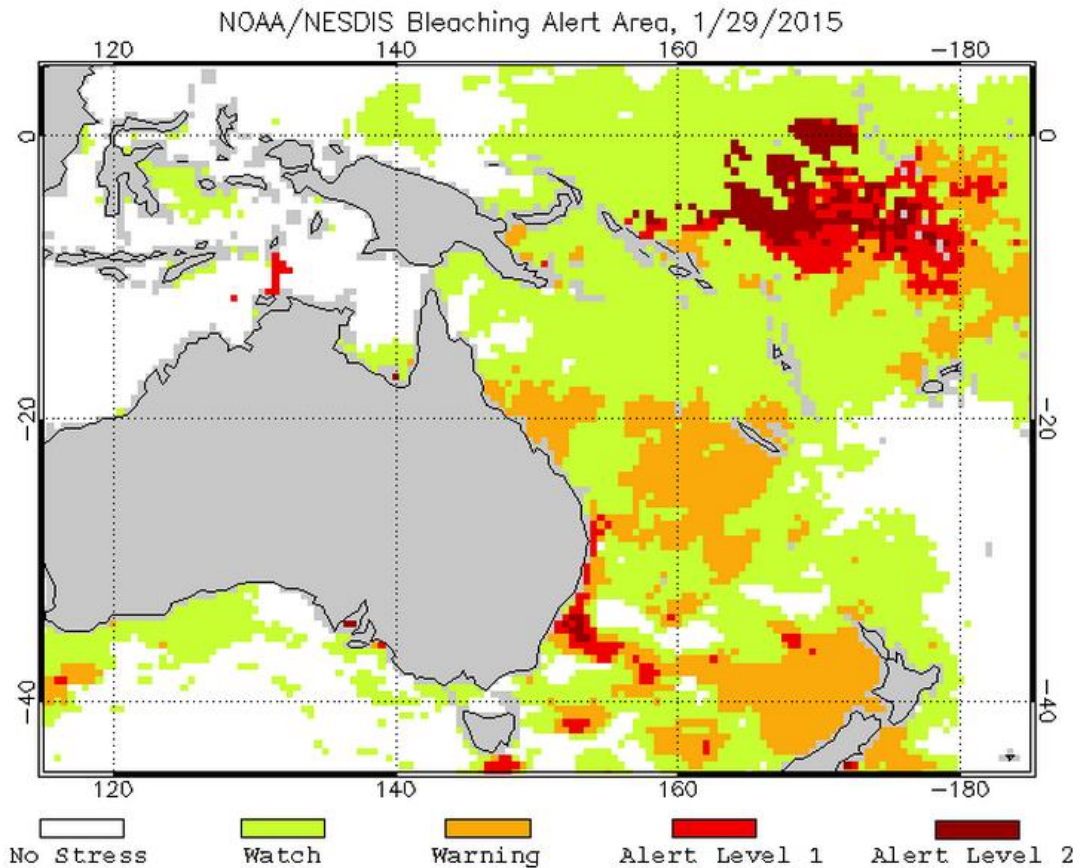 NOAA/NESDIS Bleaching Alert Area, 1/29/2015
120 140 160 -180
0 0
-20 -20
-40 -40
120 140 160 -180
No Stress Watch Warning Alert Level 1 Alert Level 2